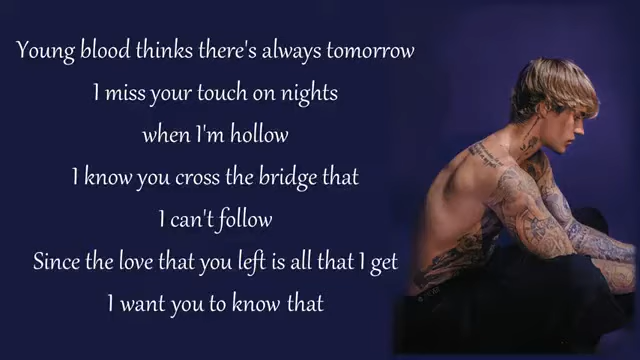 Young blood thinks there's always tomorrow
I miss your touch on nights
when I'm hollow
I know you cross the bridge that
I can't follow
Since the love that you left is all that I get
I want you to know that